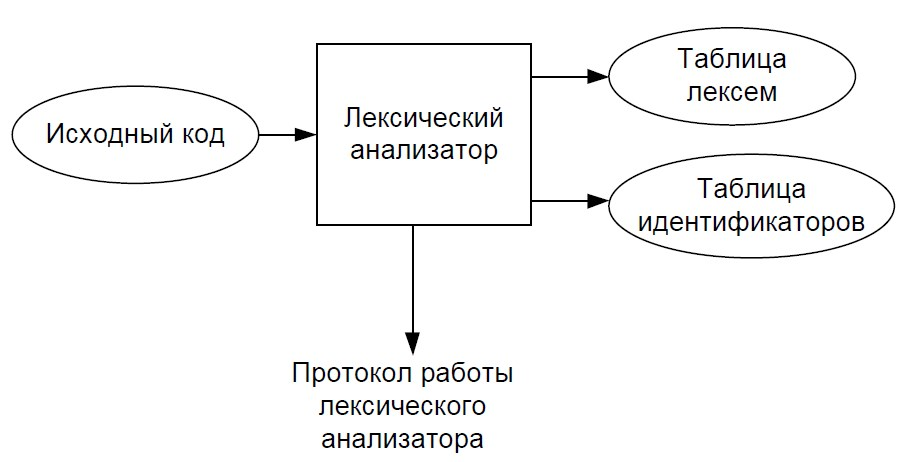 Исходный код
Лексический
анализатор
Таблица
лексем
Таблица
идентификаторов
Протокол работы
лексического
анализатора